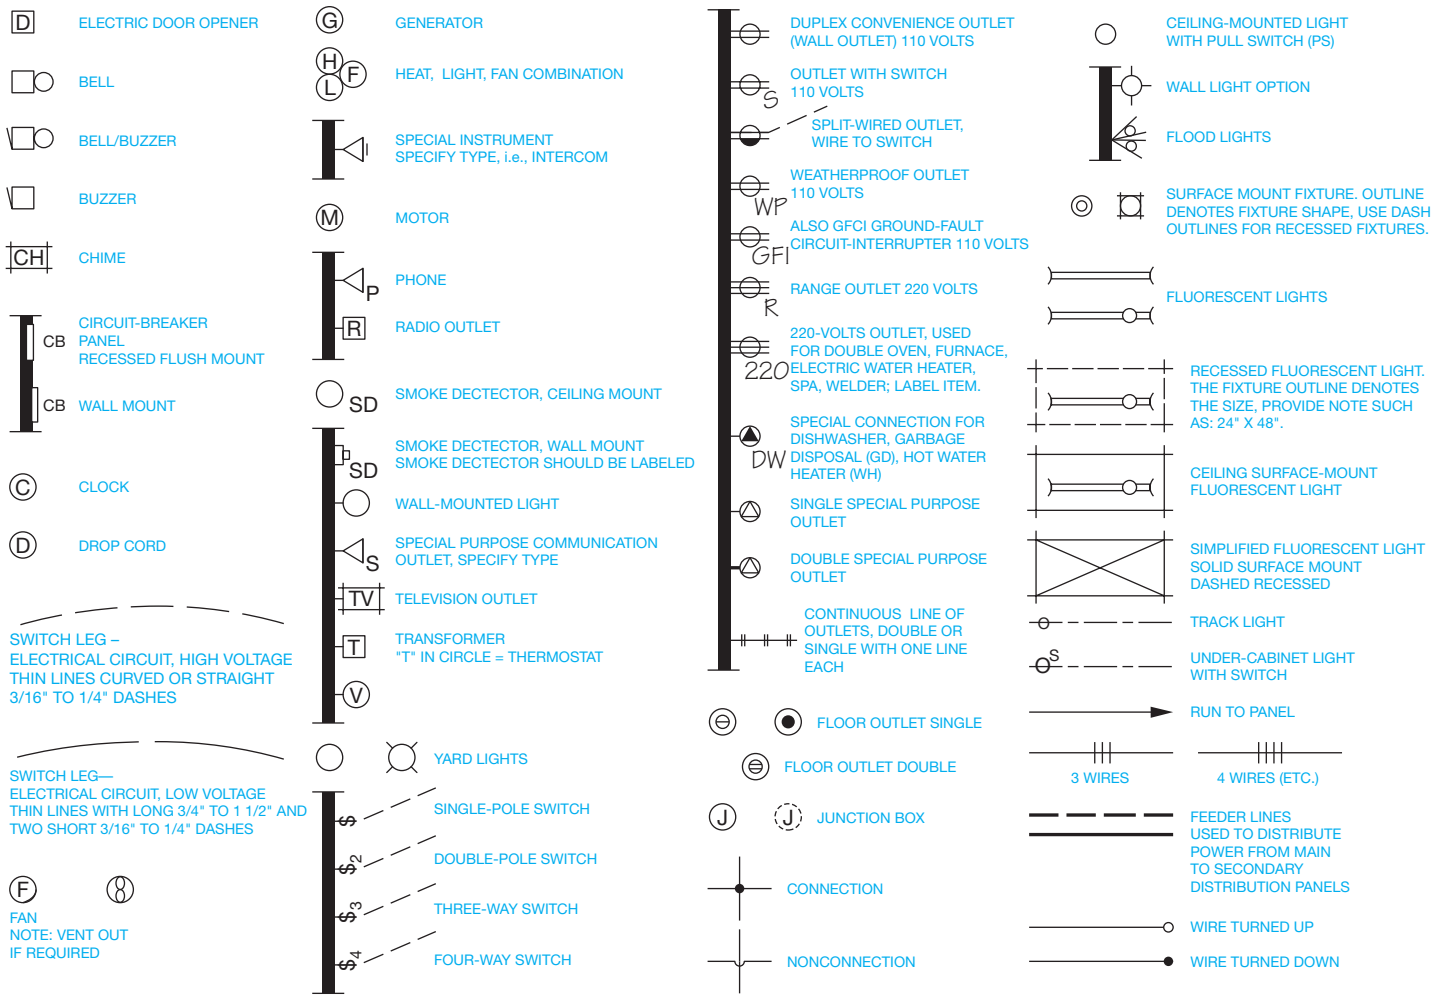 D ELECTRIC DOOR OPENER
BELL
BELL/BUZZER
BUZZER
CH CHIME
CIRCUIT-BREAKER
CB PANEL
RECESSED FLUSH MOUNT
CB WALL MOUNT
C CLOCK
D DROP CORD
SWITCH LEG –
ELECTRICAL CIRCUIT, HIGH VOLTAGE
THIN LINES CURVED OR STRAIGHT
3/16" TO 1/4" DASHES
SWITCH LEG—
ELECTRICAL CIRCUIT, LOW VOLTAGE
THIN LINES WITH LONG 3/4" TO 1 1/2" AND
TWO SHORT 3/16" TO 1/4" DASHES
F
FAN
NOTE: VENT OUT
IF REQUIRED
G GENERATOR
H F L HEAT, LIGHT, FAN COMBINATION
SPECIAL INSTRUMENT
SPECIFY TYPE, i.e., INTERCOM
M MOTOR
PHONE
P
R RADIO OUTLET
SD SMOKE DECTECTOR, CEILING MOUNT
SMOKE DECTECTOR, WALL MOUNT
SD SMOKE DECTECTOR SHOULD BE LABELED
WALL-MOUNTED LIGHT
SPECIAL PURPOSE COMMUNICATION
S OUTLET, SPECIFY TYPE
TV TELEVISION OUTLET
TRANSFORMER
T "T" IN CIRCLE = THERMOSTAT
V
YARD LIGHTS
S SINGLE-POLE SWITCH
S2 DOUBLE-POLE SWITCH
S3 THREE-WAY SWITCH
S4 FOUR-WAY SWITCH
DUPLEX CONVENIENCE OUTLET
(WALL OUTLET) 110 VOLTS
OUTLET WITH SWITCH
S 110 VOLTS
SPLIT-WIRED OUTLET,
WIRE TO SWITCH
WEATHERPROOF OUTLET
110 VOLTS
WP
ALSO GFCI GROUND-FAULT
CIRCUIT-INTERRUPTER 110 VOLTS
GFI
RANGE OUTLET 220 VOLTS
R
220-VOLTS OUTLET, USED
FOR DOUBLE OVEN, FURNACE,
220 ELECTRIC WATER HEATER,
SPA, WELDER; LABEL ITEM.
SPECIAL CONNECTION FOR
DISHWASHER, GARBAGE
DW DISPOSAL (GD), HOT WATER
HEATER (WH)
SINGLE SPECIAL PURPOSE
OUTLET
DOUBLE SPECIAL PURPOSE
OUTLET
CONTINUOUS LINE OF
OUTLETS, DOUBLE OR
SINGLE WITH ONE LINE
EACH
FLOOR OUTLET SINGLE
FLOOR OUTLET DOUBLE
J J JUNCTION BOX
CONNECTION
NONCONNECTION
CEILING-MOUNTED LIGHT
WITH PULL SWITCH (PS)
WALL LIGHT OPTION
FLOOD LIGHTS
SURFACE MOUNT FIXTURE. OUTLINE
DENOTES FIXTURE SHAPE, USE DASH
OUTLINES FOR RECESSED FIXTURES.
FLUORESCENT LIGHTS
RECESSED FLUORESCENT LIGHT.
THE FIXTURE OUTLINE DENOTES
THE SIZE, PROVIDE NOTE SUCH
AS: 24" X 48".
CEILING SURFACE-MOUNT
FLUORESCENT LIGHT
SIMPLIFIED FLUORESCENT LIGHT
SOLID SURFACE MOUNT
DASHED RECESSED
TRACK LIGHT
S UNDER-CABINET LIGHT
WITH SWITCH
RUN TO PANEL
3 WIRES 4 WIRES (ETC.)
FEEDER LINES
USED TO DISTRIBUTE
POWER FROM MAIN
TO SECONDARY
DISTRIBUTION PANELS
WIRE TURNED UP
WIRE TURNED DOWN